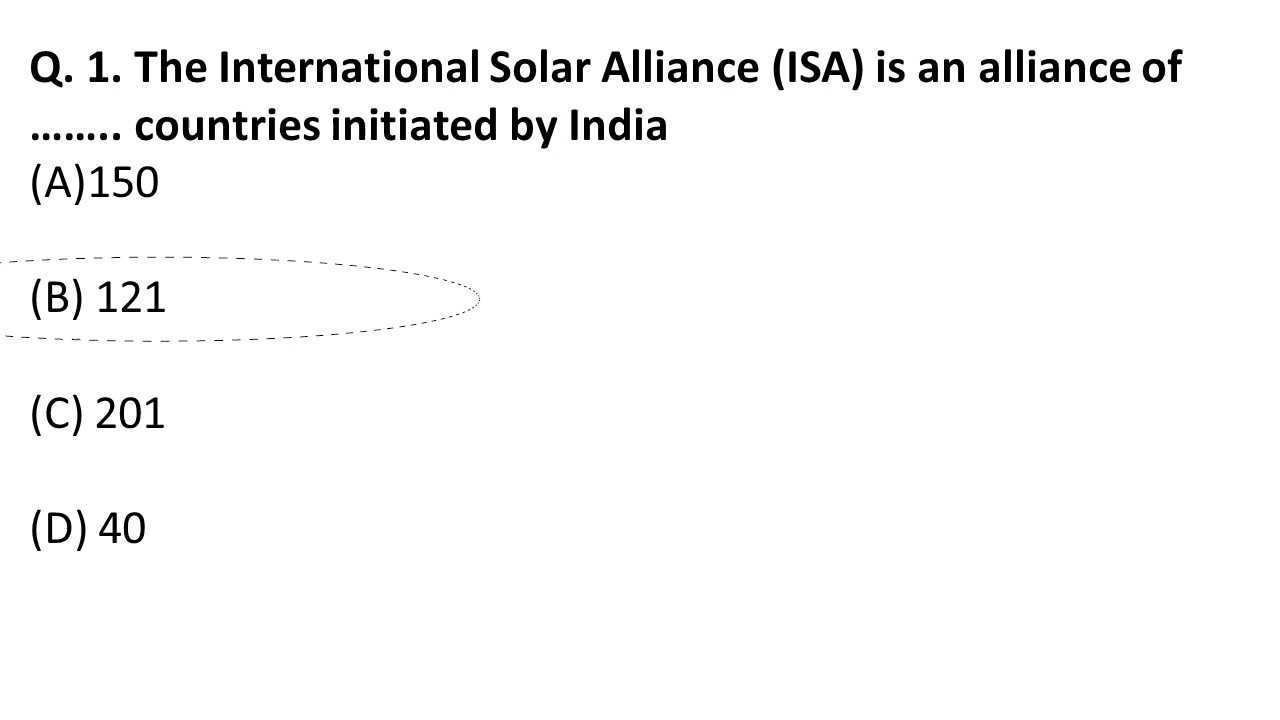 Q. 1. The International Solar Alliance (ISA) is an alliance of
…….. countries initiated by India
(A)150
(B) 121
(C) 201
(D) 40